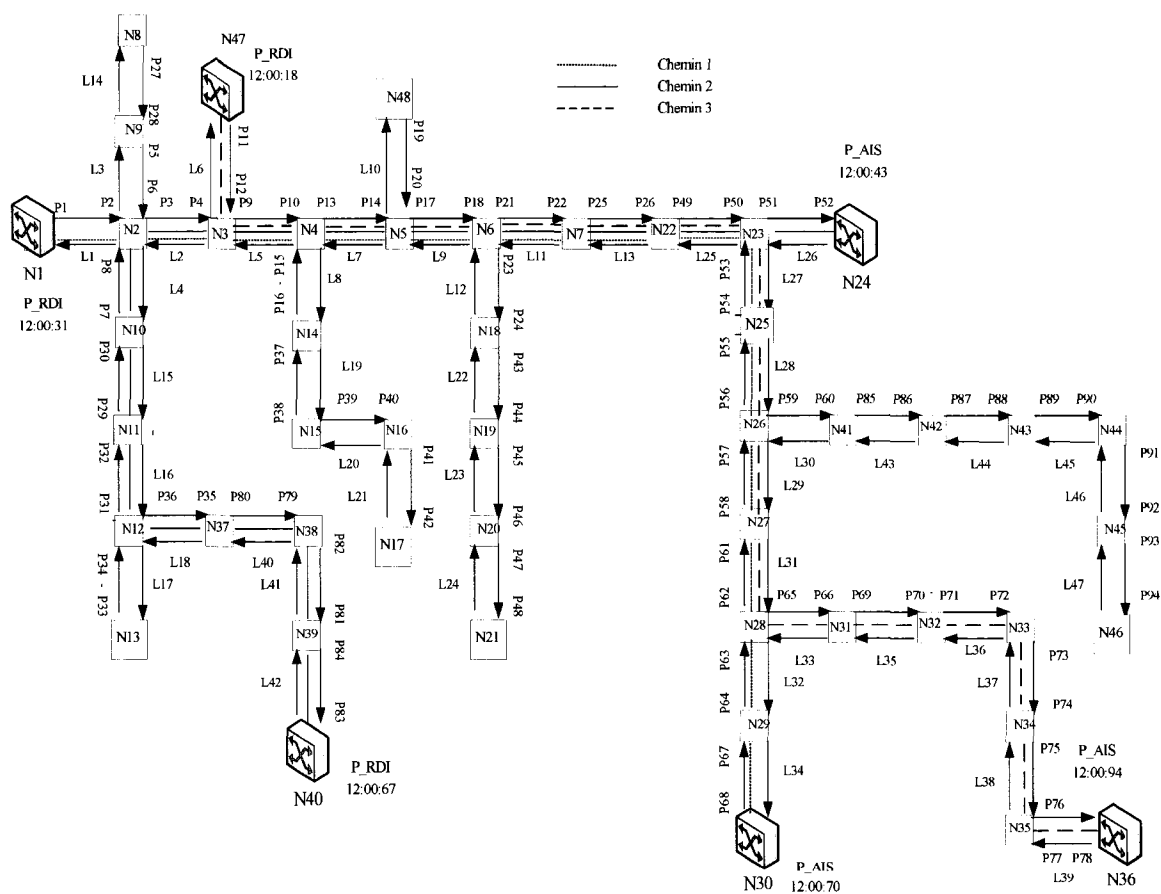 N8
N47
P_RDI
12:00:18
P27
L14
P28
N9
P5
P6
L3
L6
P11
P12
N48
P19
P20
L10
Chemin 1
Chemin 2
Chemin 3
P_AIS
12:00:43
P1
P2
P3
P4
P9
P10
P13
P14
P17
P18
P21
P22
P25
P26
P49
P50
P51
P52
N2
N3
N4
N5
N6
N7
N22
N23
L1
L2
L5
L7
L9
L11
L13
L25
L26
N1
N24
P_RDI
12:00:31
P8
P7
L4
P16 - P15
L8
L12
P23
P24
P53
P54
L27
N10
N14
N18
N25
P30
P29
L15
P37
P38
L19
L22
P43
P44
P55
P56
L28
P39
P40
P59
P60
P85
P86
P87
P88
P89
P90
N11
N15
N16
N19
N26
N41
N42
N43
N44
L20
L30
L43
L44
L45
P32
P31
L16
P41
P42
L21
L23
P45
P46
P57
P58
L29
L46
P91
P92
P36
P35
P80
P79
N12
N37
N38
N17
N20
N27
N45
L18
L40
P34 - P33
L17
L41
P82
P81
L24
P47
P48
P61
P62
L31
L47
P93
P94
P65
P66
P69
P70
P71
P72
N13
N39
N21
N28
N31
N32
N33
N46
L33
L35
L36
L42
P84
P83
P63
P64
L32
L37
P73
P74
N29
N34
P67
P68
L34
L38
P75
P_AIS
12:00:94
P76
N40
P_RDI
12:00:67
N35
P77
P78
L39
N30
P_AIS
12:00:70
N36